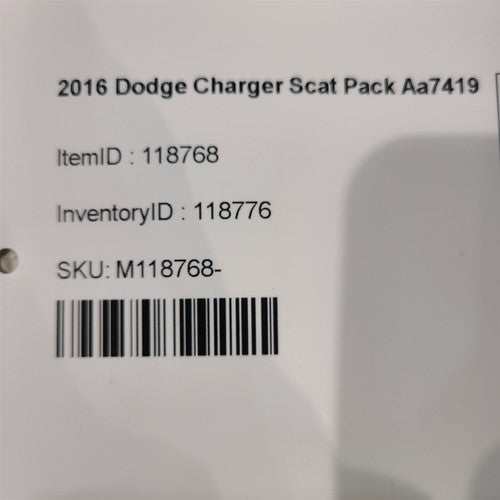 2016 Dodge Charger Scat Pack Aa7419
ItemID : 118768
InventoryID : 118776
SKU: M118768-